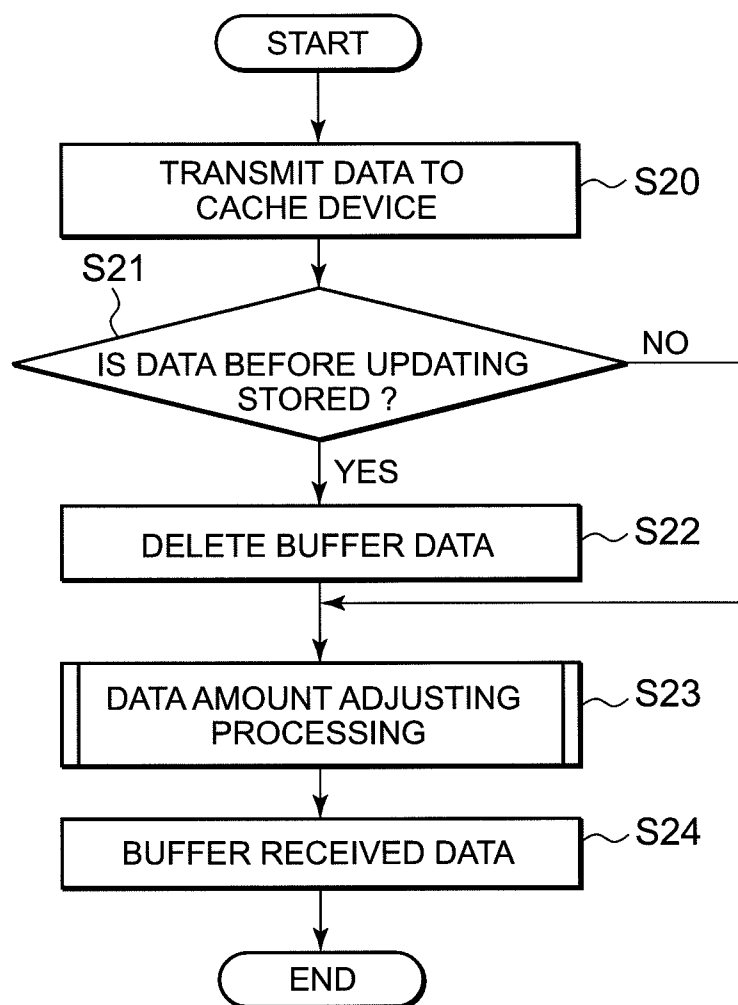 START
TRANSMIT DATA TO
CACHE DEVICE
S20
S21
IS DATA BEFORE UPDATING
STORED ?
NO
YES
DELETE BUFFER DATA
S22
DATA AMOUNT ADJUSTING
PROCESSING
S23
BUFFER RECEIVED DATA
S24
END